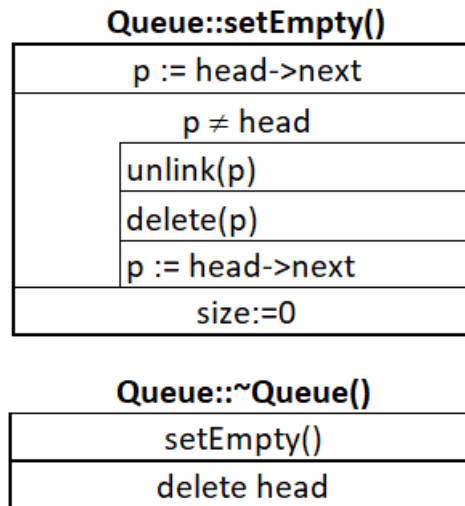 Queue::setEmpty()
p := head->next
p ≠ head
unlink(p)
delete(p)
p := head->next
size:=0
Queue::~Queue()
setEmpty()
delete head